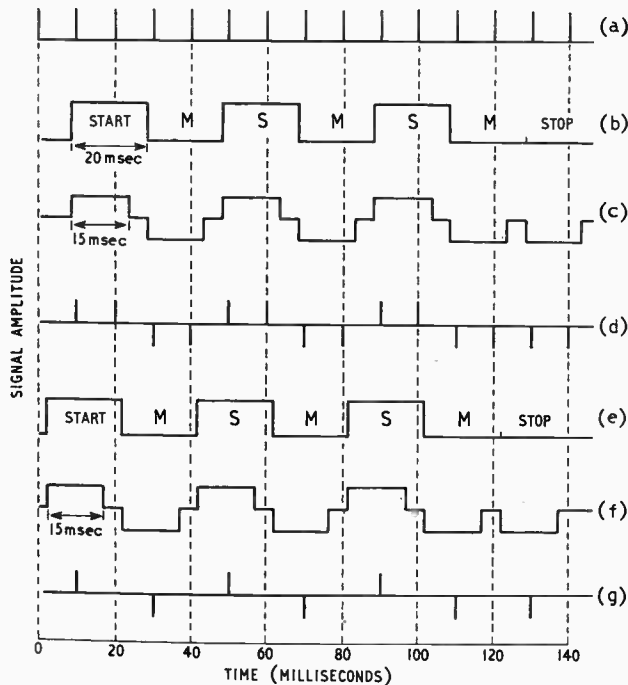 (a)
START M S M S M STOP (b)
20 msec
(c)
15 msec
(d)
START M S M S M STOP (e)
(f)
15 msec
(g)
SIGNAL AMPLITUDE
0 20 40 60 80 100 120 140
TIME (MILLISECONDS)